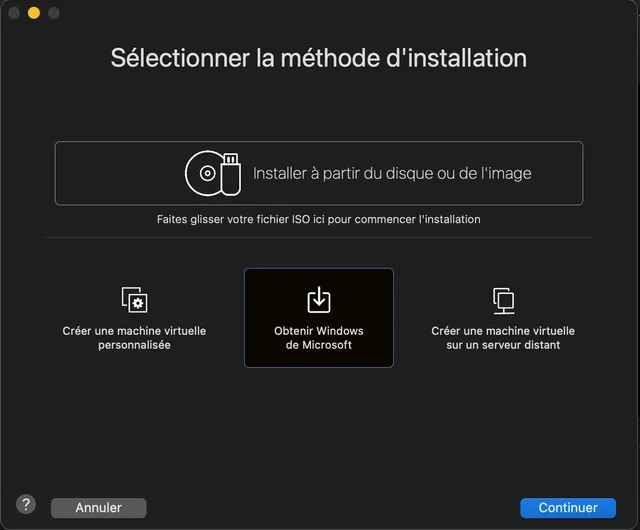 Sélectionner la méthode d'installation
Installer à partir du disque ou de l'image
Faites glisser votre fichier ISO ici pour commencer l'installation
Créer une machine virtuelle
personnalisée
Obtenir Windows
de Microsoft
Créer une machine virtuelle
sur un serveur distant
?
Annuler
Continuer